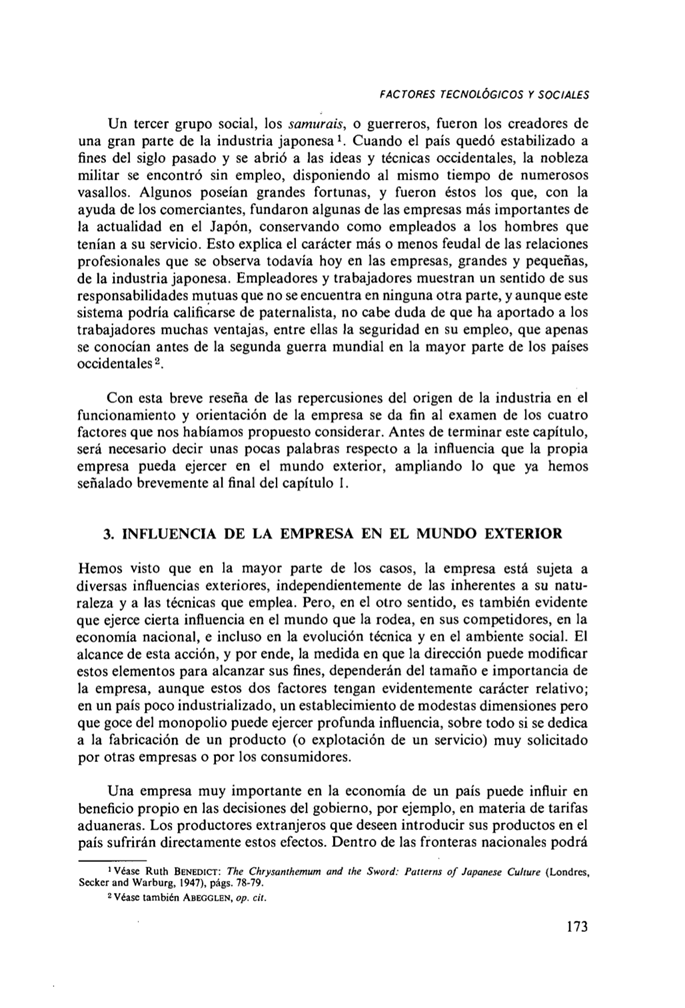 FACTORES TECNOLÓGICOS Y SOCIALES
Un tercer grupo social, los samurais, o guerreros, fueron los creadores de
una gran parte de la industria japonesa ¹. Cuando el país quedó estabilizado a
fines del siglo pasado y se abrió a las ideas y técnicas occidentales, la nobleza
militar se encontró sin empleo, disponiendo al mismo tiempo de numerosos
vasallos. Algunos poseían grandes fortunas, y fueron éstos los que, con la
ayuda de los comerciantes, fundaron algunas de las empresas más importantes de
la actualidad en el Japón, conservando como empleados a los hombres que
tenían a su servicio. Esto explica el carácter más o menos feudal de las relaciones
profesionales que se observa todavía hoy en las empresas, grandes y pequeñas,
de la industria japonesa. Empleadores y trabajadores muestran un sentido de sus
responsabilidades mutuas que no se encuentra en ninguna otra parte, y aunque este
sistema podría calificarse de paternalista, no cabe duda de que ha aportado a los
trabajadores muchas ventajas, entre ellas la seguridad en su empleo, que apenas
se conocían antes de la segunda guerra mundial en la mayor parte de los países
occidentales ².
Con esta breve reseña de las repercusiones del origen de la industria en el
funcionamiento y orientación de la empresa se da fin al examen de los cuatro
factores que nos habíamos propuesto considerar. Antes de terminar este capítulo,
será necesario decir unas pocas palabras respecto a la influencia que la propia
empresa pueda ejercer en el mundo exterior, ampliando lo que ya hemos
señalado brevemente al final del capítulo 1.
3. INFLUENCIA DE LA EMPRESA EN EL MUNDO EXTERIOR
Hemos visto que en la mayor parte de los casos, la empresa está sujeta a
diversas influencias exteriores, independientemente de las inherentes a su natu-
raleza y a las técnicas que emplea. Pero, en el otro sentido, es también evidente
que ejerce cierta influencia en el mundo que la rodea, en sus competidores, en la
economía nacional, e incluso en la evolución técnica y en el ambiente social. El
alcance de esta acción, y por ende, la medida en que la dirección puede modificar
estos elementos para alcanzar sus fines, dependerán del tamaño e importancia de
la empresa, aunque estos dos factores tengan evidentemente carácter relativo;
en un país poco industrializado, un establecimiento de modestas dimensiones pero
que goce del monopolio puede ejercer profunda influencia, sobre todo si se dedica
a la fabricación de un producto (o explotación de un servicio) muy solicitado
por otras empresas o por los consumidores.
Una empresa muy importante en la economía de un país puede influir en
beneficio propio en las decisiones del gobierno, por ejemplo, en materia de tarifas
aduaneras. Los productores extranjeros que deseen introducir sus productos en el
país sufrirán directamente estos efectos. Dentro de las fronteras nacionales podrá
¹ Véase Ruth BENEDICT: The Chrysanthemum and the Sword: Patterns of Japanese Culture (Londres,
Secker and Warburg, 1947), págs. 78-79.
² Véase también ABEGGLEN, op. cit.
173